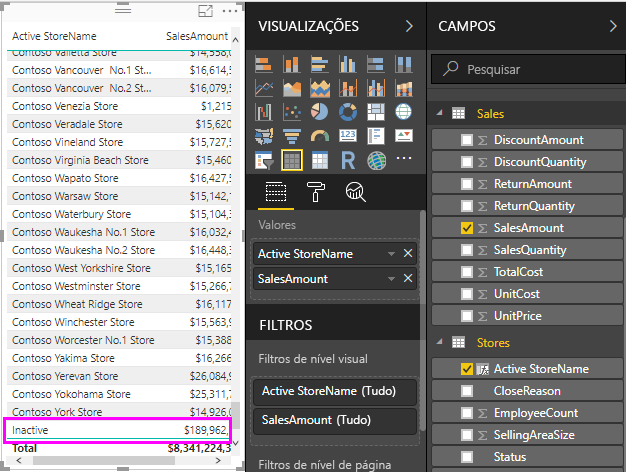 Active StoreName SalesAmount
Contoso Valletta Store $14,558,0
Contoso Vancouver No.1 St... $16,614,5
Contoso Vancouver No.2 St... $16,079,5
Contoso Venezia Store $1,215
Contoso Veradale Store $15,620
Contoso Vineland Store $15,727,5
Contoso Virginia Beach Store $15,460
Contoso Wapato Store $16,427,5
Contoso Warsaw Store $15,142,1
Contoso Waterbury Store $15,104,3
Contoso Waukesha No.1 Store $16,032,4
Contoso Waukesha No.2 Store $16,448,3
Contoso West Yorkshire Store $15,165
Contoso Westminster Store $15,266,7
Contoso Wheat Ridge Store $16,117
Contoso Winchester Store $15,563,9
Contoso Worcester No.1 Store $15,388
Contoso Yakima Store $16,266
Contoso Yerevan Store $26,084,9
Contoso Yokohama Store $25,311,7
Contoso York Store $14,926,0
Inactive $189,962,
Total $8,341,224,3
VISUALIZAÇÕES
R
123
Valores
Active StoreName
SalesAmount
FILTROS
Filtros de nível visual
Active StoreName (Tudo)
SalesAmount (Tudo)
Filtros de nível de página
CAMPOS
Pesquisar
Sales
DiscountAmount
DiscountQuantity
ReturnAmount
ReturnQuantity
SalesAmount
SalesQuantity
TotalCost
UnitCost
UnitPrice
Stores
Active StoreName
CloseReason
EmployeeCount
SellingAreaSize
Status